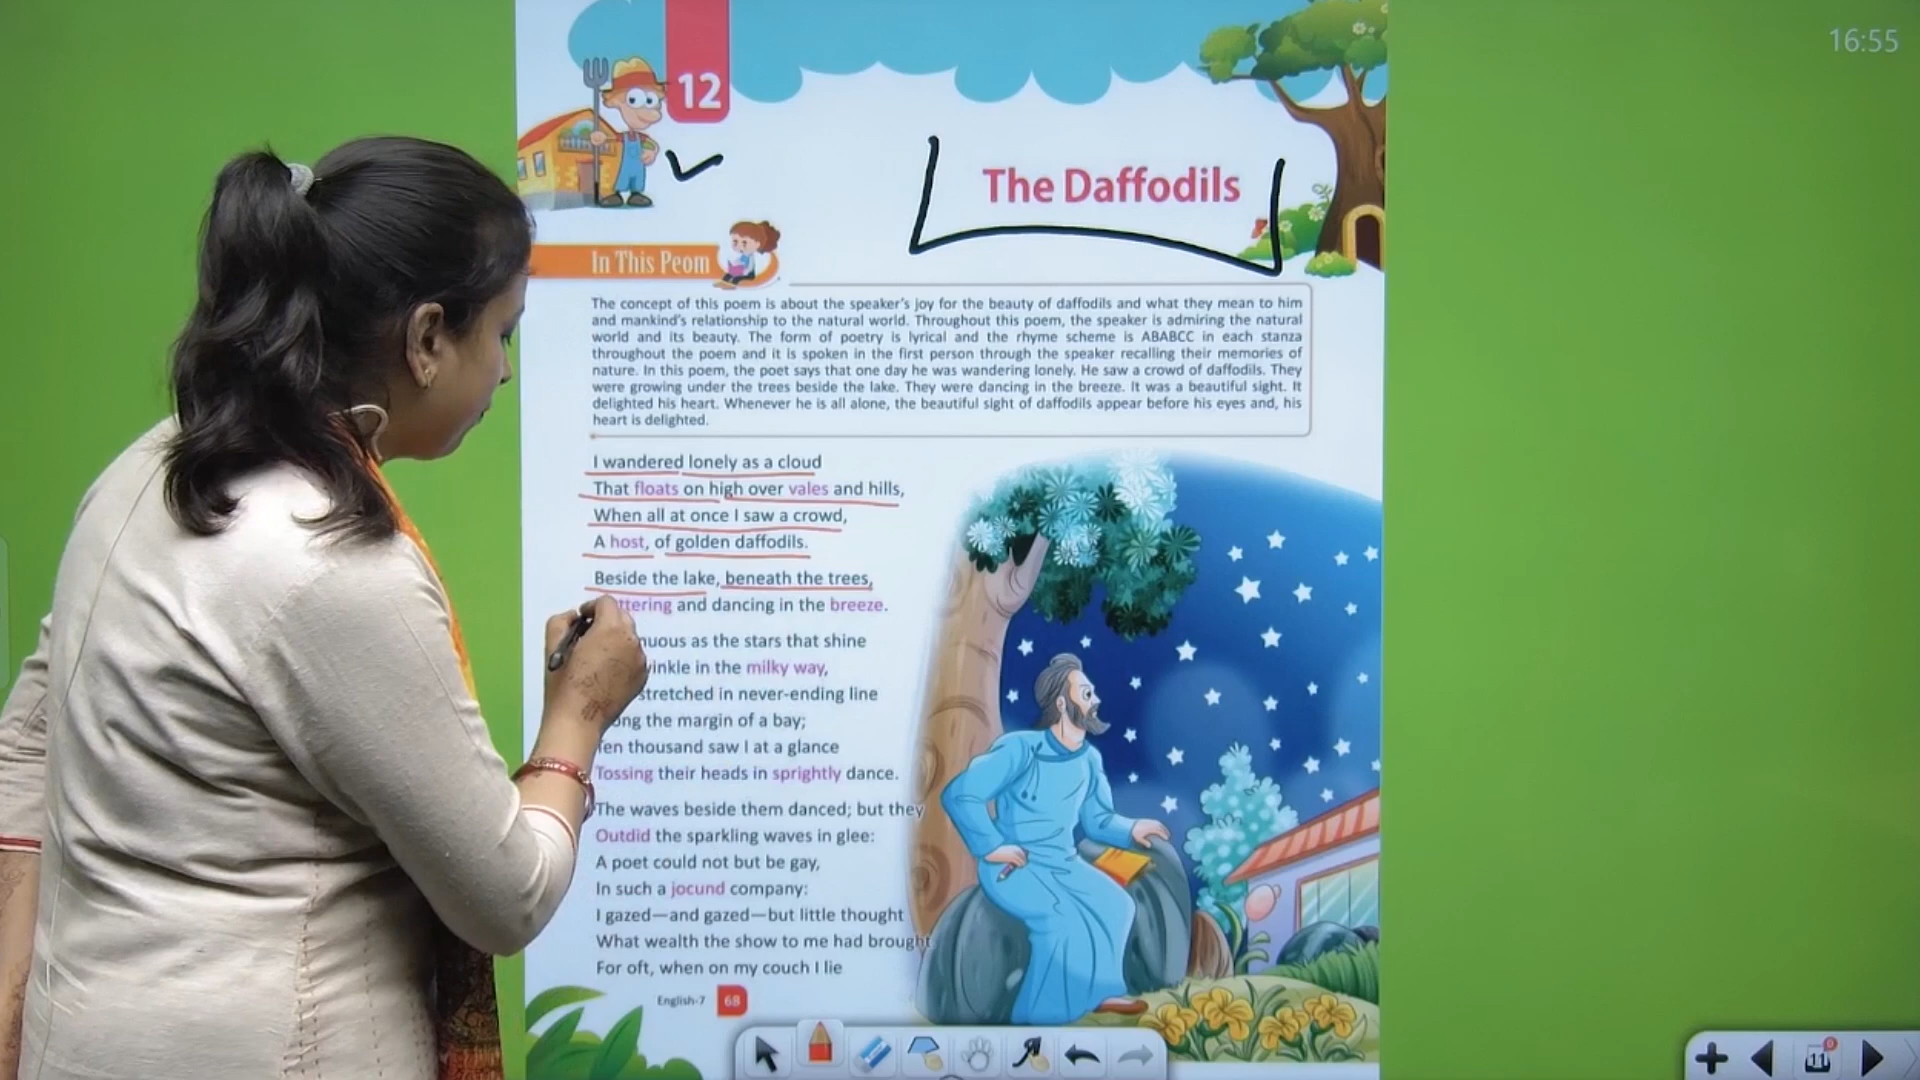 16:55
12
The Daffodils
In This Peom
The concept of this poem is about the speaker's joy for the beauty of daffodils and what they mean to him
and mankind's relationship to the natural world. Throughout this poem, the speaker is admiring the natural
world and its beauty. The form of poetry is lyrical and the rhyme scheme is ABABCC in each stanza
throughout the poem and it is spoken in the first person through the speaker recalling their memories of
nature. In this poem, the poet says that one day he was wandering lonely. He saw a crowd of daffodils. They
were growing under the trees beside the lake. They were dancing in the breeze. It was a beautiful sight. It
delighted his heart. Whenever he is all alone, the beautiful sight of daffodils appear before his eyes and, his
heart is delighted.
I wandered lonely as a cloud
That floats on high over vales and hills,
When all at once I saw a crowd,
A host, of golden daffodils.
Beside the lake, beneath the trees,
and dancing in the breeze.
as the stars that shine
in the milky way,
stretched in never-ending line
the margin of a bay;
Ten thousand saw I at a glance
Tossing their heads in sprightly dance.
The waves beside them danced; but they
Outdid the sparkling waves in glee:
A poet could not but be gay,
In such a jocund company:
I gazed—and gazed—but little thought
What wealth the show to me had brought
For oft, when on my couch I lie
English-7 68
11